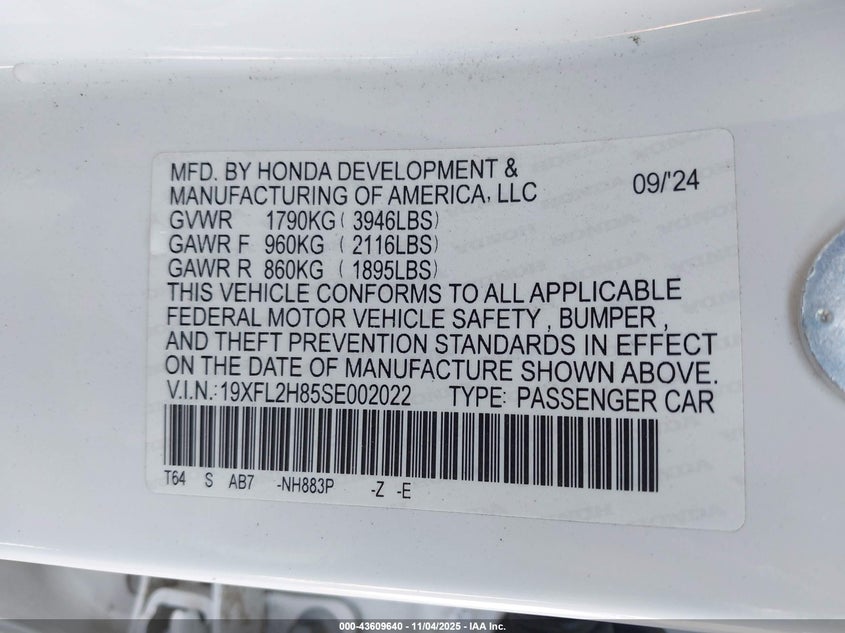 MFD. BY HONDA DEVELOPMENT &
MANUFACTURING OF AMERICA, LLC 09/'24
GVWR 1790KG ( 3946LBS)
GAWR F 960KG ( 2116LBS)
GAWR R 860KG ( 1895LBS)
THIS VEHICLE CONFORMS TO ALL APPLICABLE
FEDERAL MOTOR VEHICLE SAFETY , BUMPER ,
AND THEFT PREVENTION STANDARDS IN EFFECT
ON THE DATE OF MANUFACTURE SHOWN ABOVE.
V.I.N.: 19XFL2H85SE002022 TYPE: PASSENGER CAR
T64 S AB7 -NH883P -Z -E
000-43609640 - 11/04/2025 - IAA Inc.